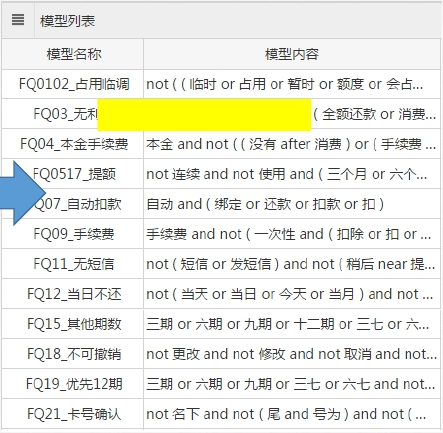 模型列表
模型名称 模型内容
FQ0102_占用临调 not ( ( 临时 or 占用 or 暂时 or 额度 or 会占...
FQ03_无 ( 全额还款 or 消费...
FQ04_本金手续费 本金 and not ( ( 没有 after 消费 ) or ( 手续费 ...
FQ0517_提额 not 连续 and not 使用 and ( 三个月 or 六个...
Q07_自动扣款 自动 and ( 绑定 or 还款 or 扣款 or 扣 )
FQ09_手续费 手续费 and not ( 一次性 and ( 扣除 or 扣 or ...
FQ11_无短信 not ( 短信 or 发短信 ) and not ( 稍后 near 提...
FQ12_当日不还 not ( 当天 or 当日 or 今天 or 当月 ) and not ...
FQ15_其他期数 三期 or 六期 or 九期 or 十二期 or 三七 or 六...
FQ18_不可撤销 not 更改 and not 修改 and not 取消 and not...
FQ19_优先12期 三期 or 六期 or 九期 or 三七 or 六七 and not...
FQ21_卡号确认 not 名下 and not ( 尾 and 号为 ) and not ( ...